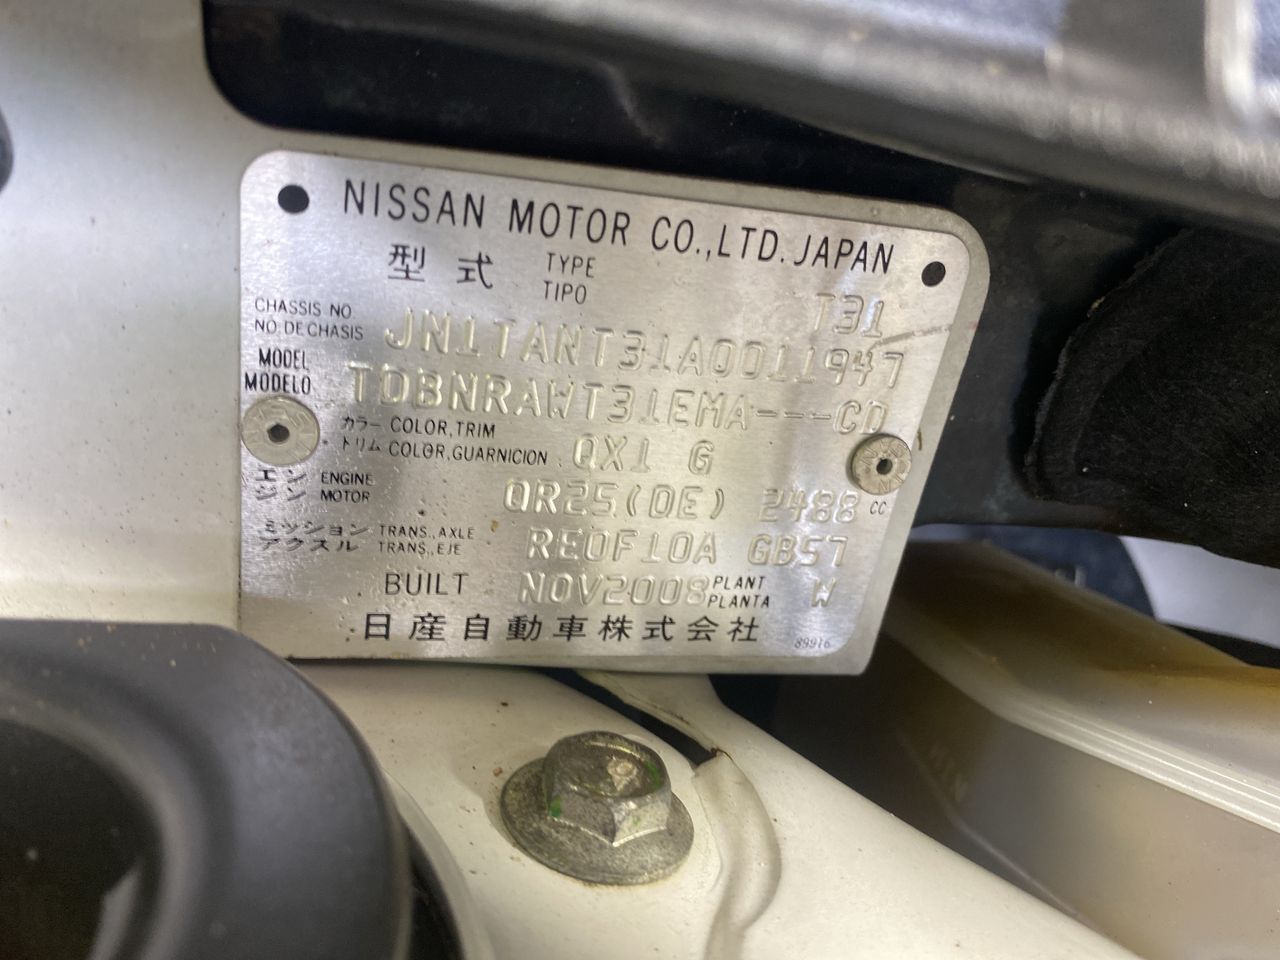 NISSAN MOTOR CO.,LTD. JAPAN
型式 TYPE TIPO T31
CHASSIS NO
NO. DE CHASIS JN1TANT31A0011947
MODEL
MODELO TDBNRAWT31EMA---CD
カラー COLOR, TRIM
トリム COLOR, GUARNICION QX1 G
エン ENGINE
ジン MOTOR QR25(DE) 2488 CC
ミッション TRANS., AXLE
アクスル TRANS., EJE RE0F10A GB57
BUILT NOV2008 PLANT PLANTA W
日産自動車株式会社 89916